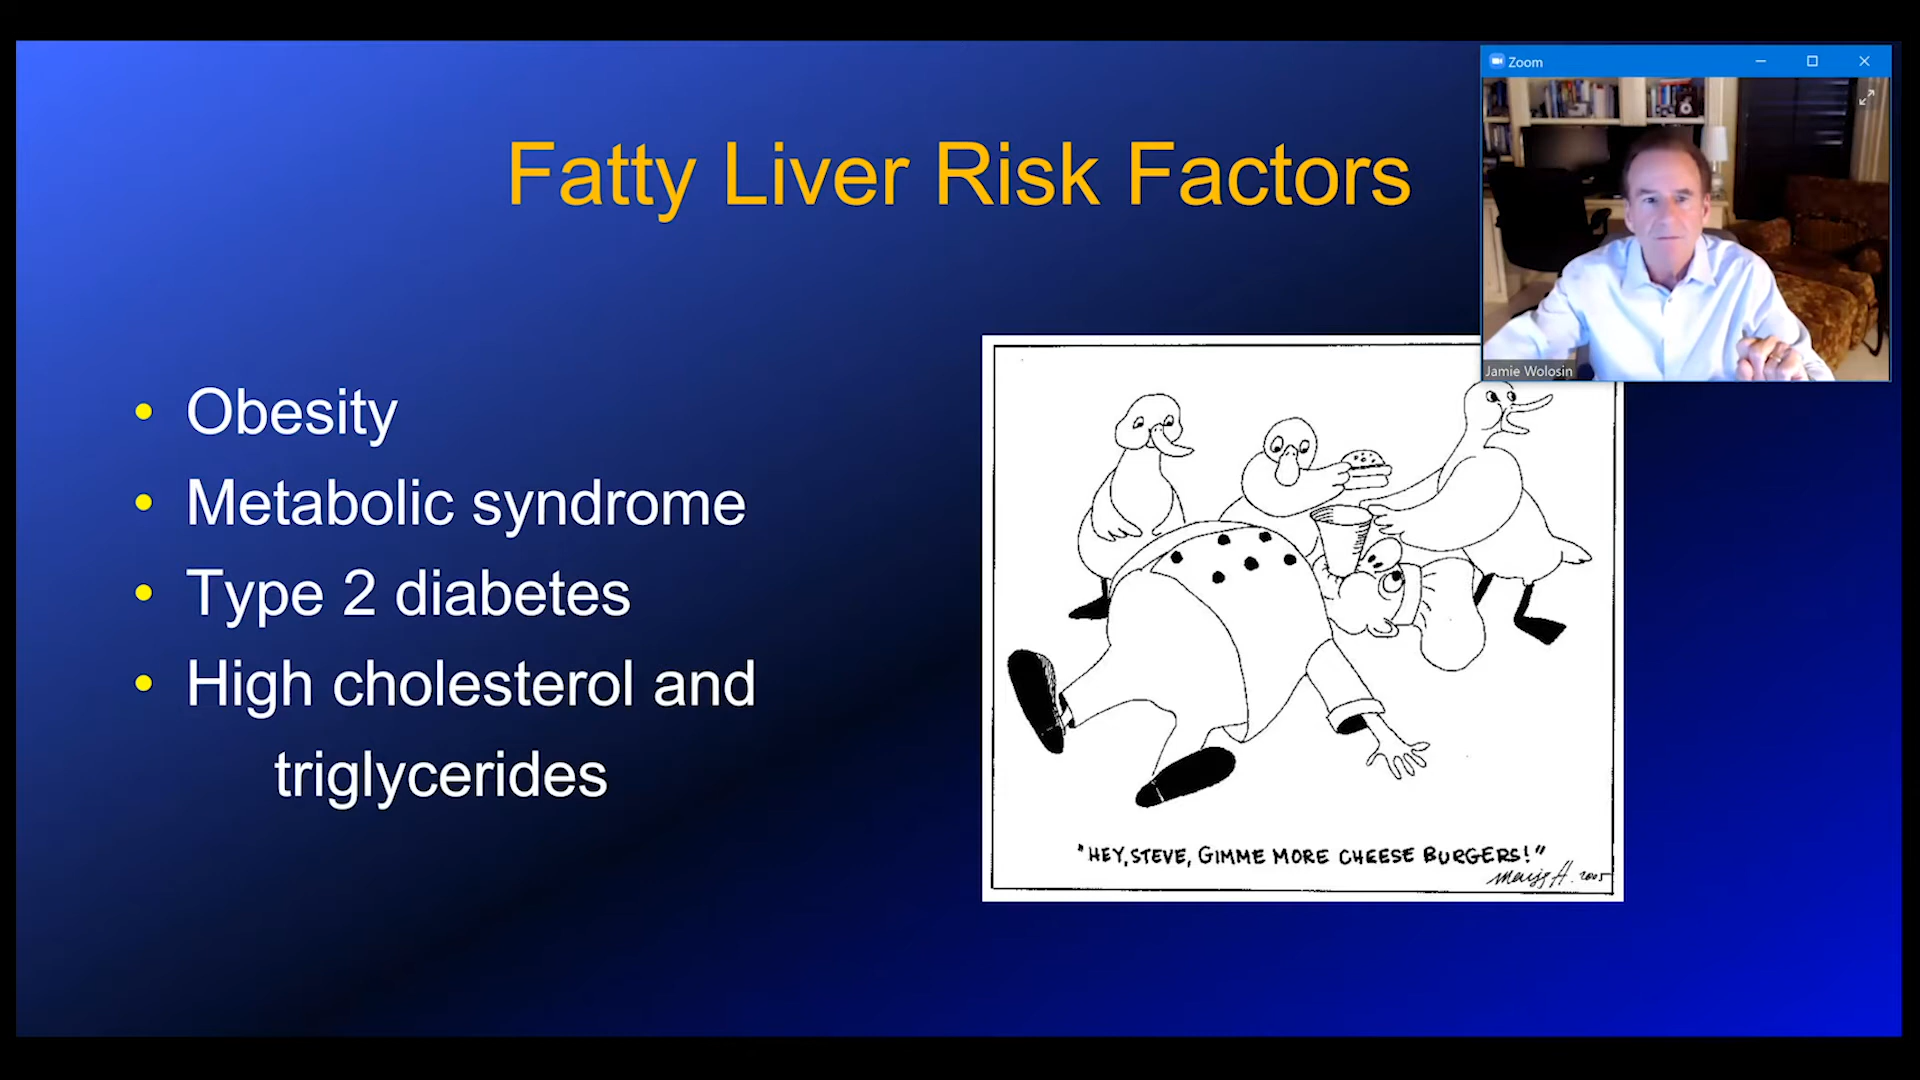 Zoom
Fatty Liver Risk Factors
Jamie Wolosin
• Obesity
• Metabolic syndrome
• Type 2 diabetes
• High cholesterol and
triglycerides
"HEY, STEVE, GIMME MORE CHEESE BURGERS!"
2005